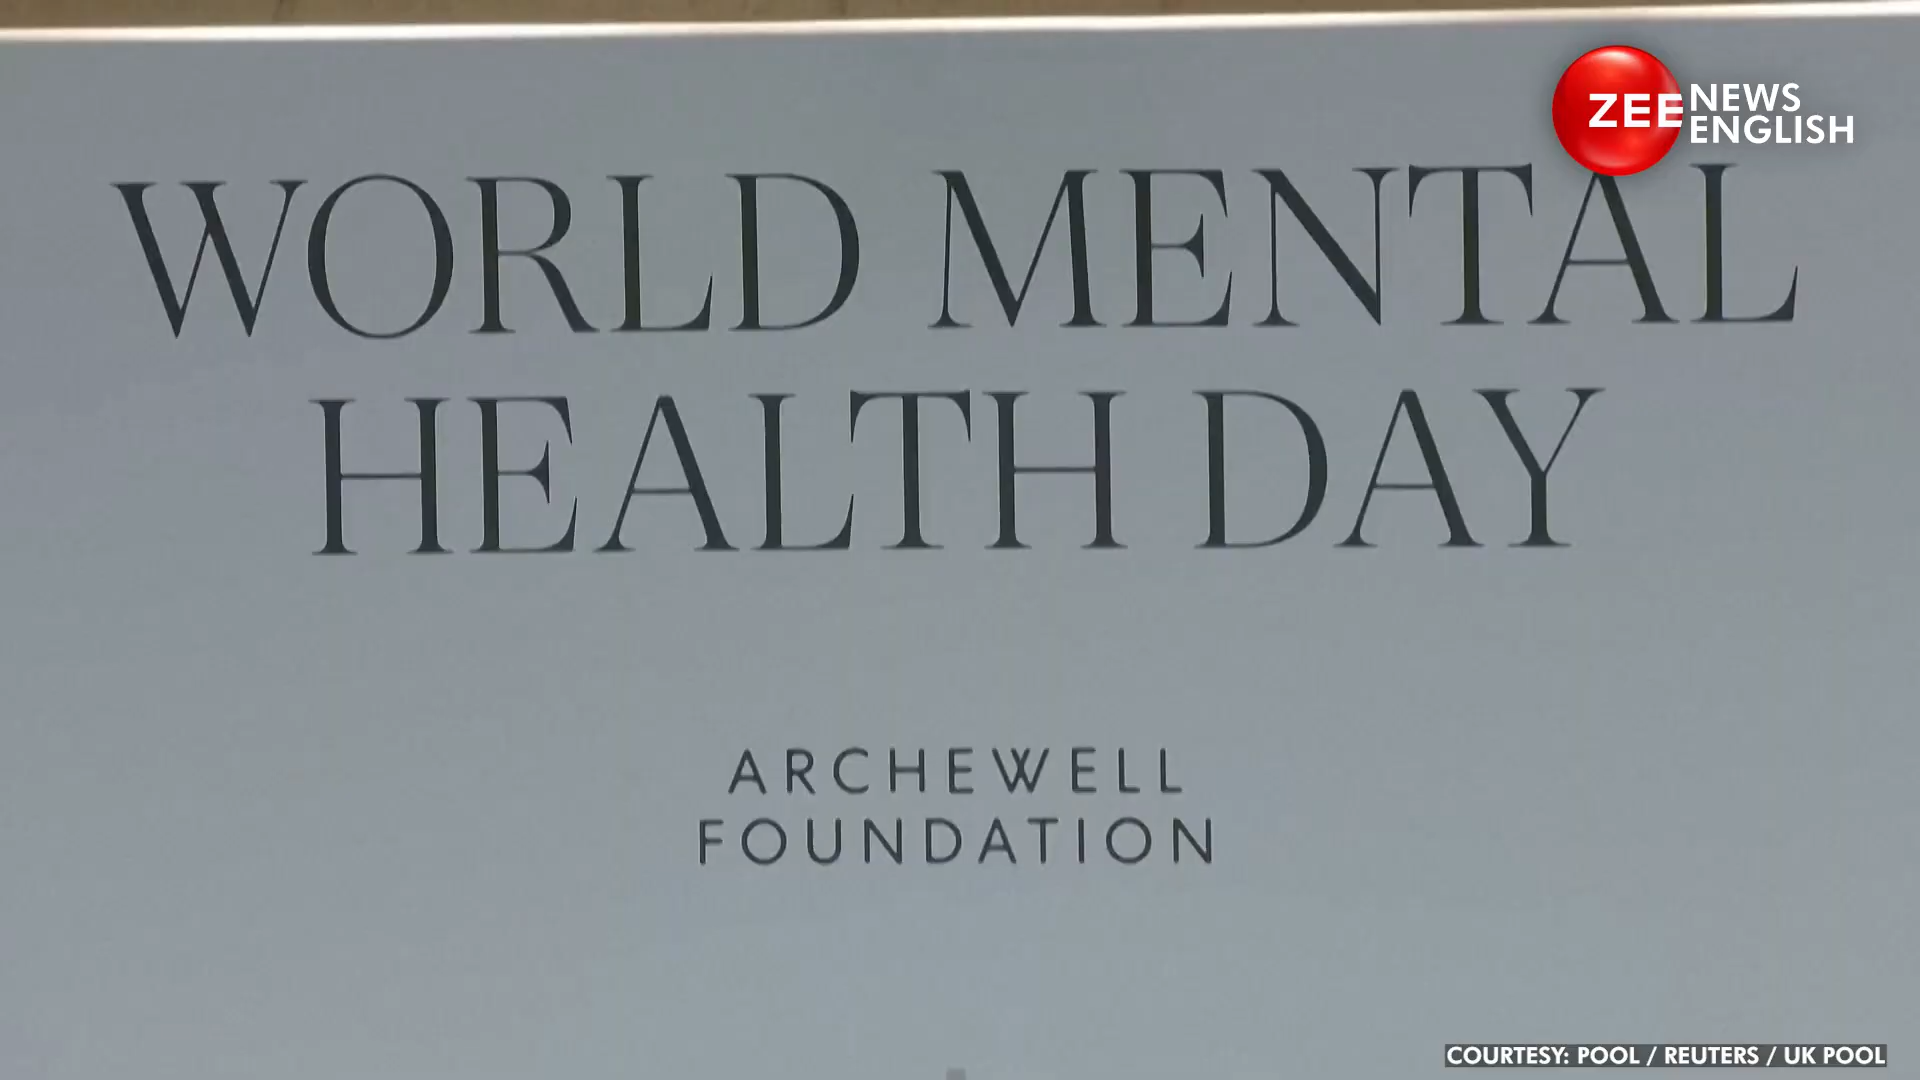 ZEE NEWS
ENGLISH
WORLD MENTAL
HEALTH DAY
ARCHEWELL
FOUNDATION
COURTESY: POOL / REUTERS / UK POOL